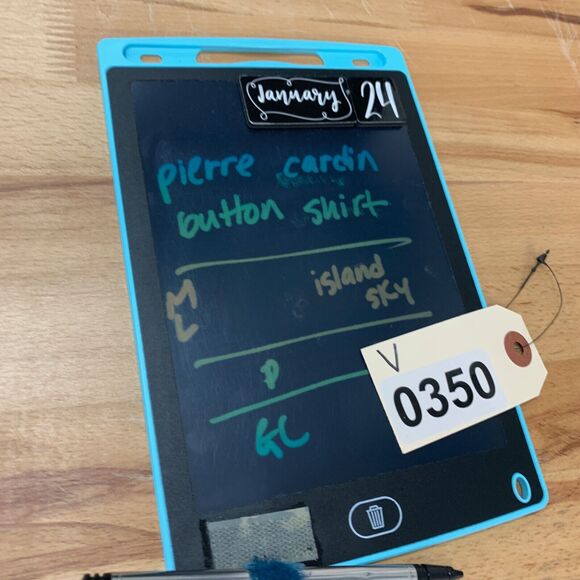 January 24
pierre cardin
button shirt
M
L
island
sky
P
GC
V
0350